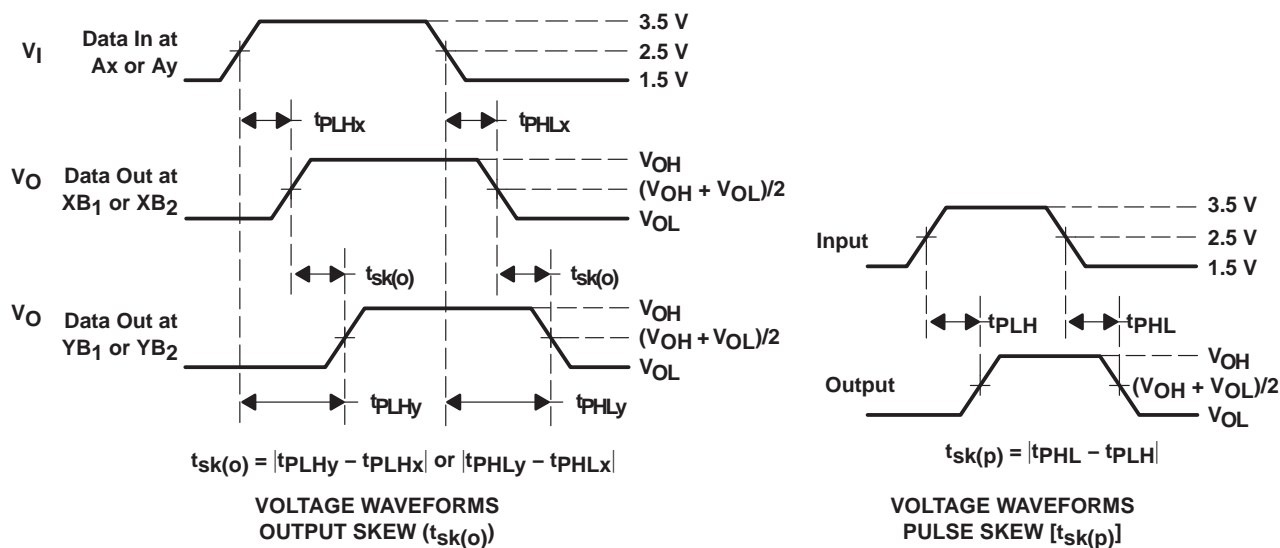 VI
Data In at
Ax or Ay
3.5 V
2.5 V
1.5 V
tPLHx
tPHLx
VO
Data Out at
XB1 or XB2
VOH
(VOH + VOL)/2
VOL
tsk(o)
tsk(o)
VO
Data Out at
YB1 or YB2
VOH
(VOH + VOL)/2
VOL
tPLHy
tPHLy
tsk(o) = |tPLHy − tPLHx| or |tPHLy − tPHLx|
VOLTAGE WAVEFORMS
OUTPUT SKEW (tsk(o))
Input
3.5 V
2.5 V
1.5 V
tPLH
tPHL
Output
VOH
(VOH + VOL)/2
VOL
tsk(p) = |tPHL − tPLH|
VOLTAGE WAVEFORMS
PULSE SKEW [tsk(p)]